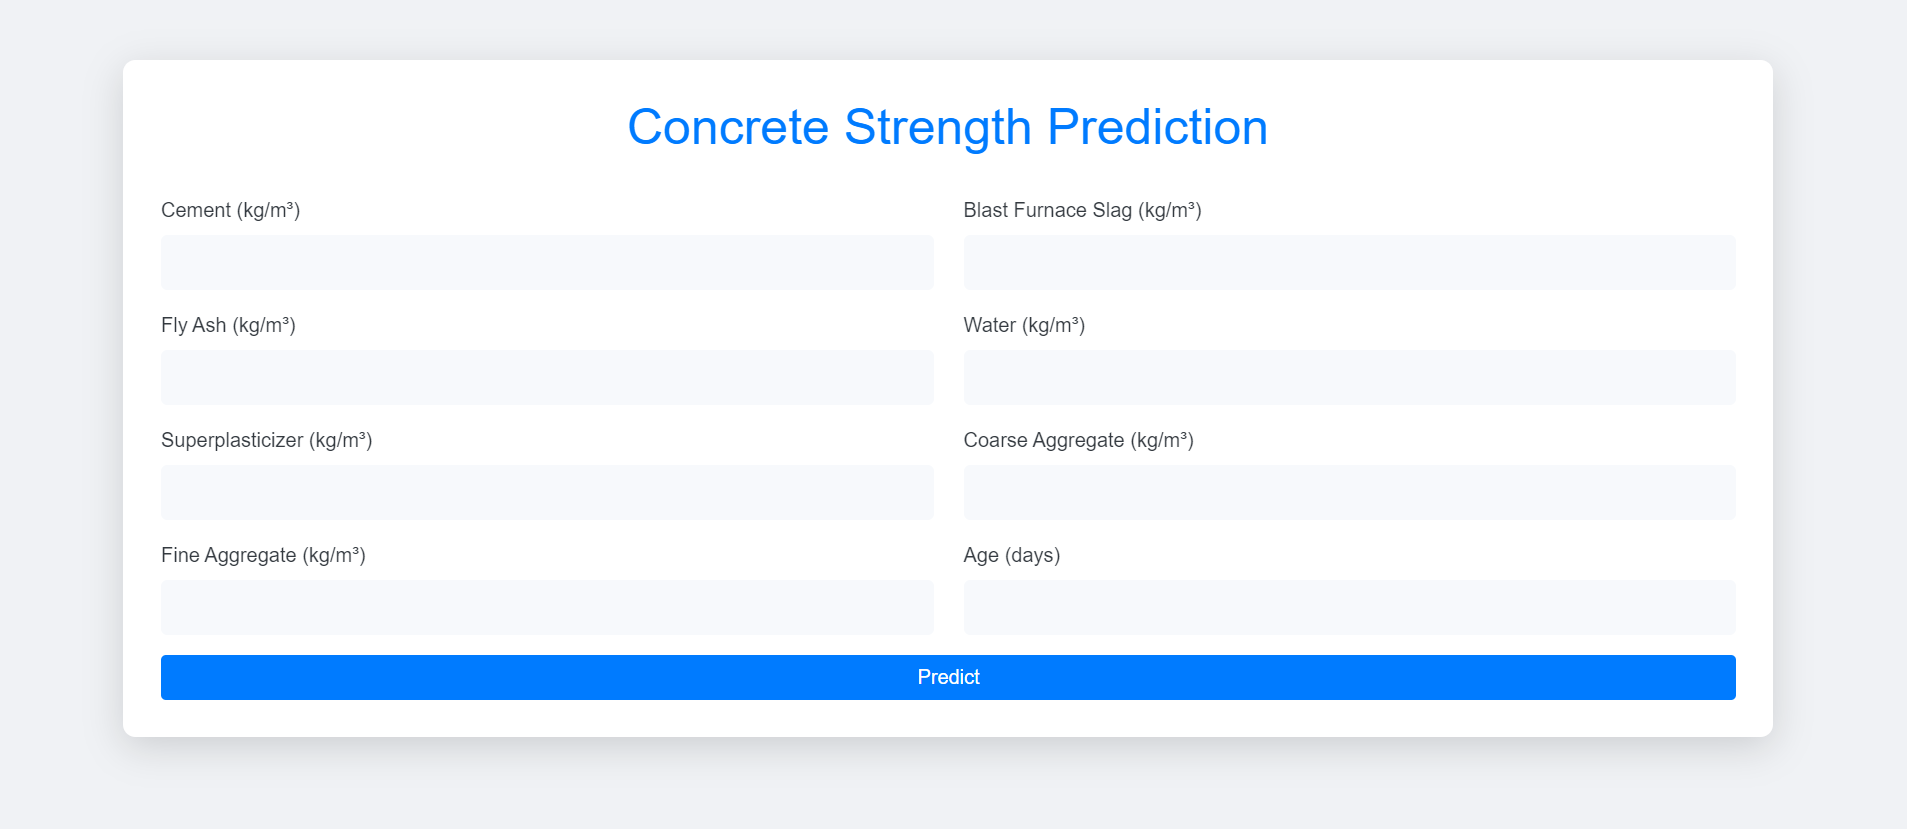 Concrete Strength Prediction
Cement (kg/m³)
Blast Furnace Slag (kg/m³)
Fly Ash (kg/m³)
Water (kg/m³)
Superplasticizer (kg/m³)
Coarse Aggregate (kg/m³)
Fine Aggregate (kg/m³)
Age (days)
Predict